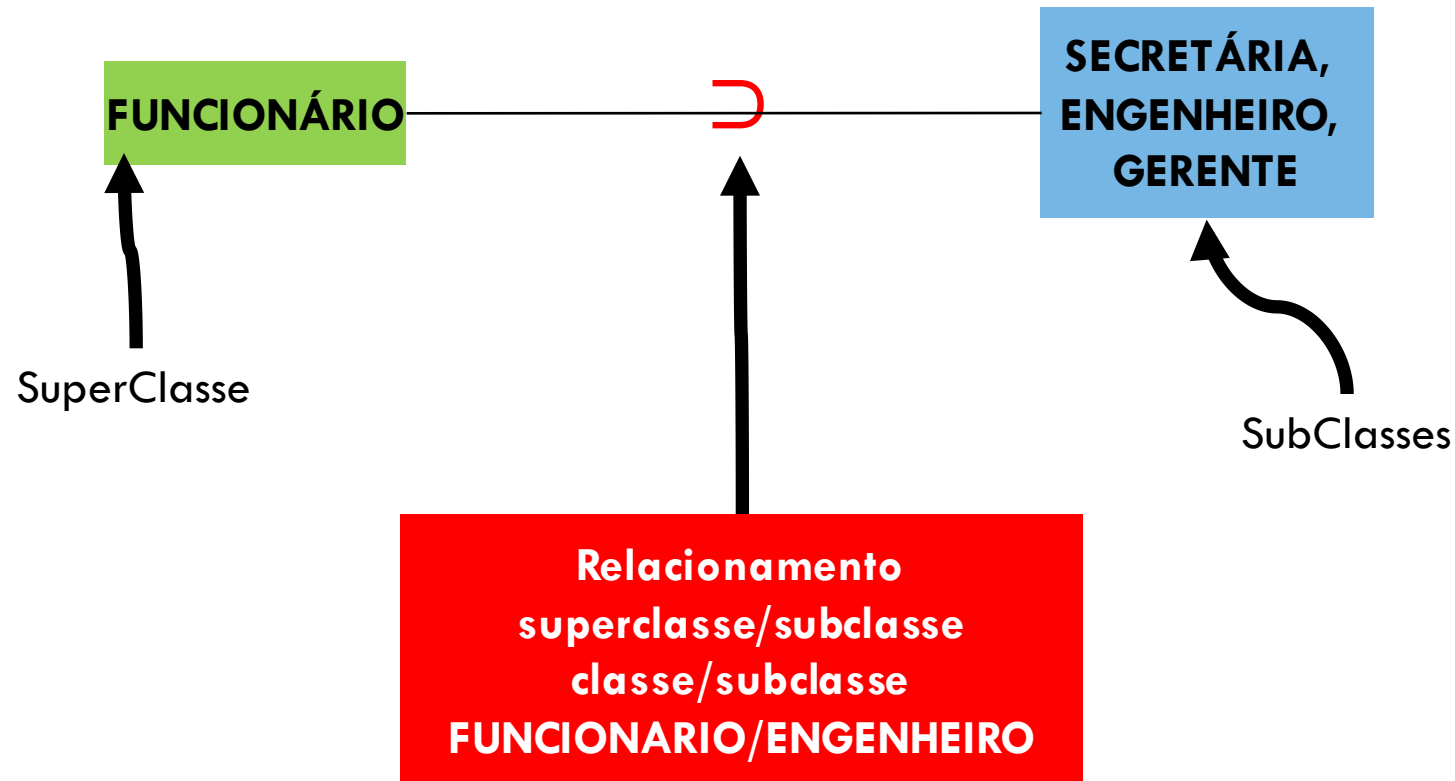 FUNCIONÁRIO
SECRETÁRIA,
ENGENHEIRO,
GERENTE
SuperClasse
SubClasses
Relacionamento
superclasse/subclasse
classe/subclasse
FUNCIONARIO/ENGENHEIRO